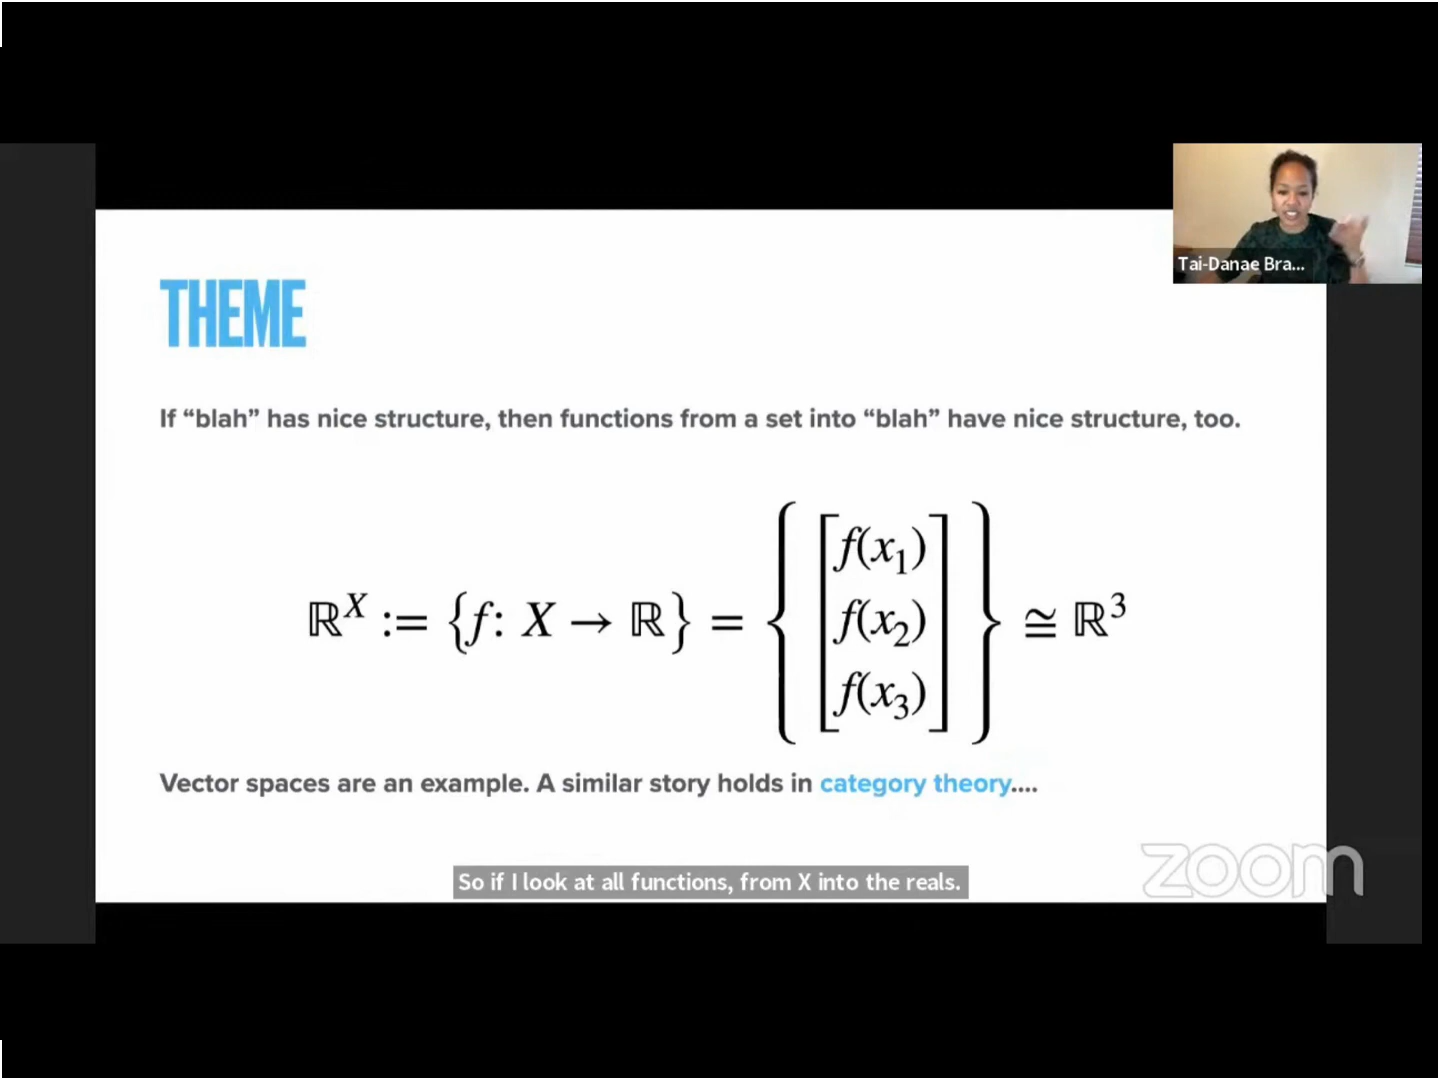 Tai-Danae Bra...
THEME
If “blah” has nice structure, then functions from a set into “blah” have nice structure, too.
ℝ^X := {f: X → ℝ} = { [f(x₁) f(x₂) f(x₃)] } ≅ ℝ³
Vector spaces are an example. A similar story holds in category theory....
So if I look at all functions, from X into the reals.
zoom